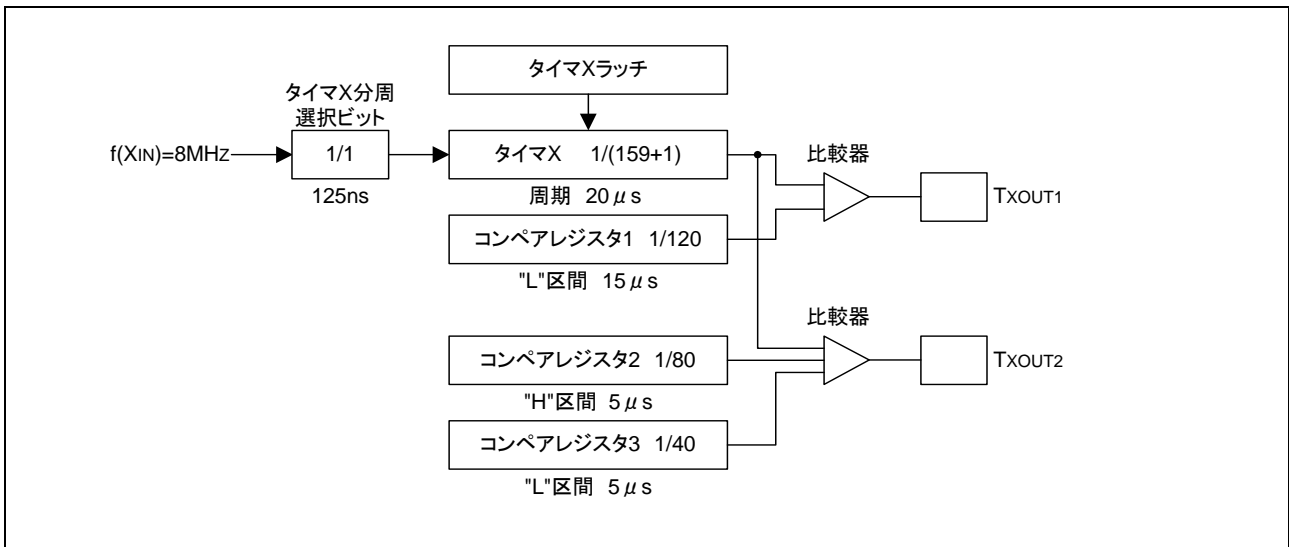 タイマXラッチ
タイマX分周
選択ビット
f(XIN)=8MHz
1/1
タイマX 1/(159+1)
比較器
125ns
周期 20μs
TXOUT1
コンペアレジスタ1 1/120
"L"区間 15μs
比較器
コンペアレジスタ2 1/80
TXOUT2
"H"区間 5μs
コンペアレジスタ3 1/40
"L"区間 5μs